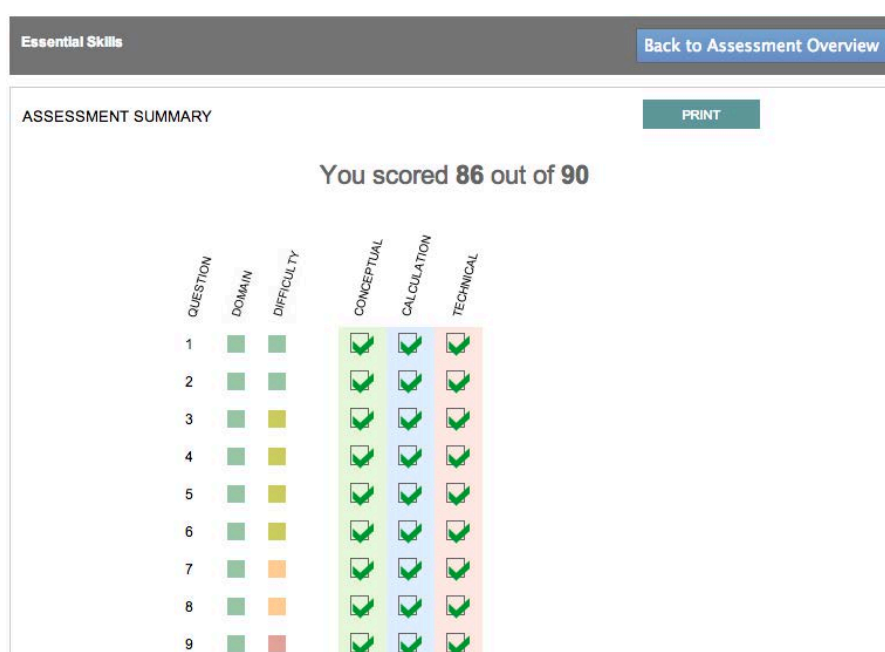 Essential Skills
Back to Assessment Overview
ASSESSMENT SUMMARY
PRINT
You scored 86 out of 90
QUESTION
DOMAIN
DIFFICULTY
CONCEPTUAL
CALCULATION
TECHNICAL
1
2
3
4
5
6
7
8
9